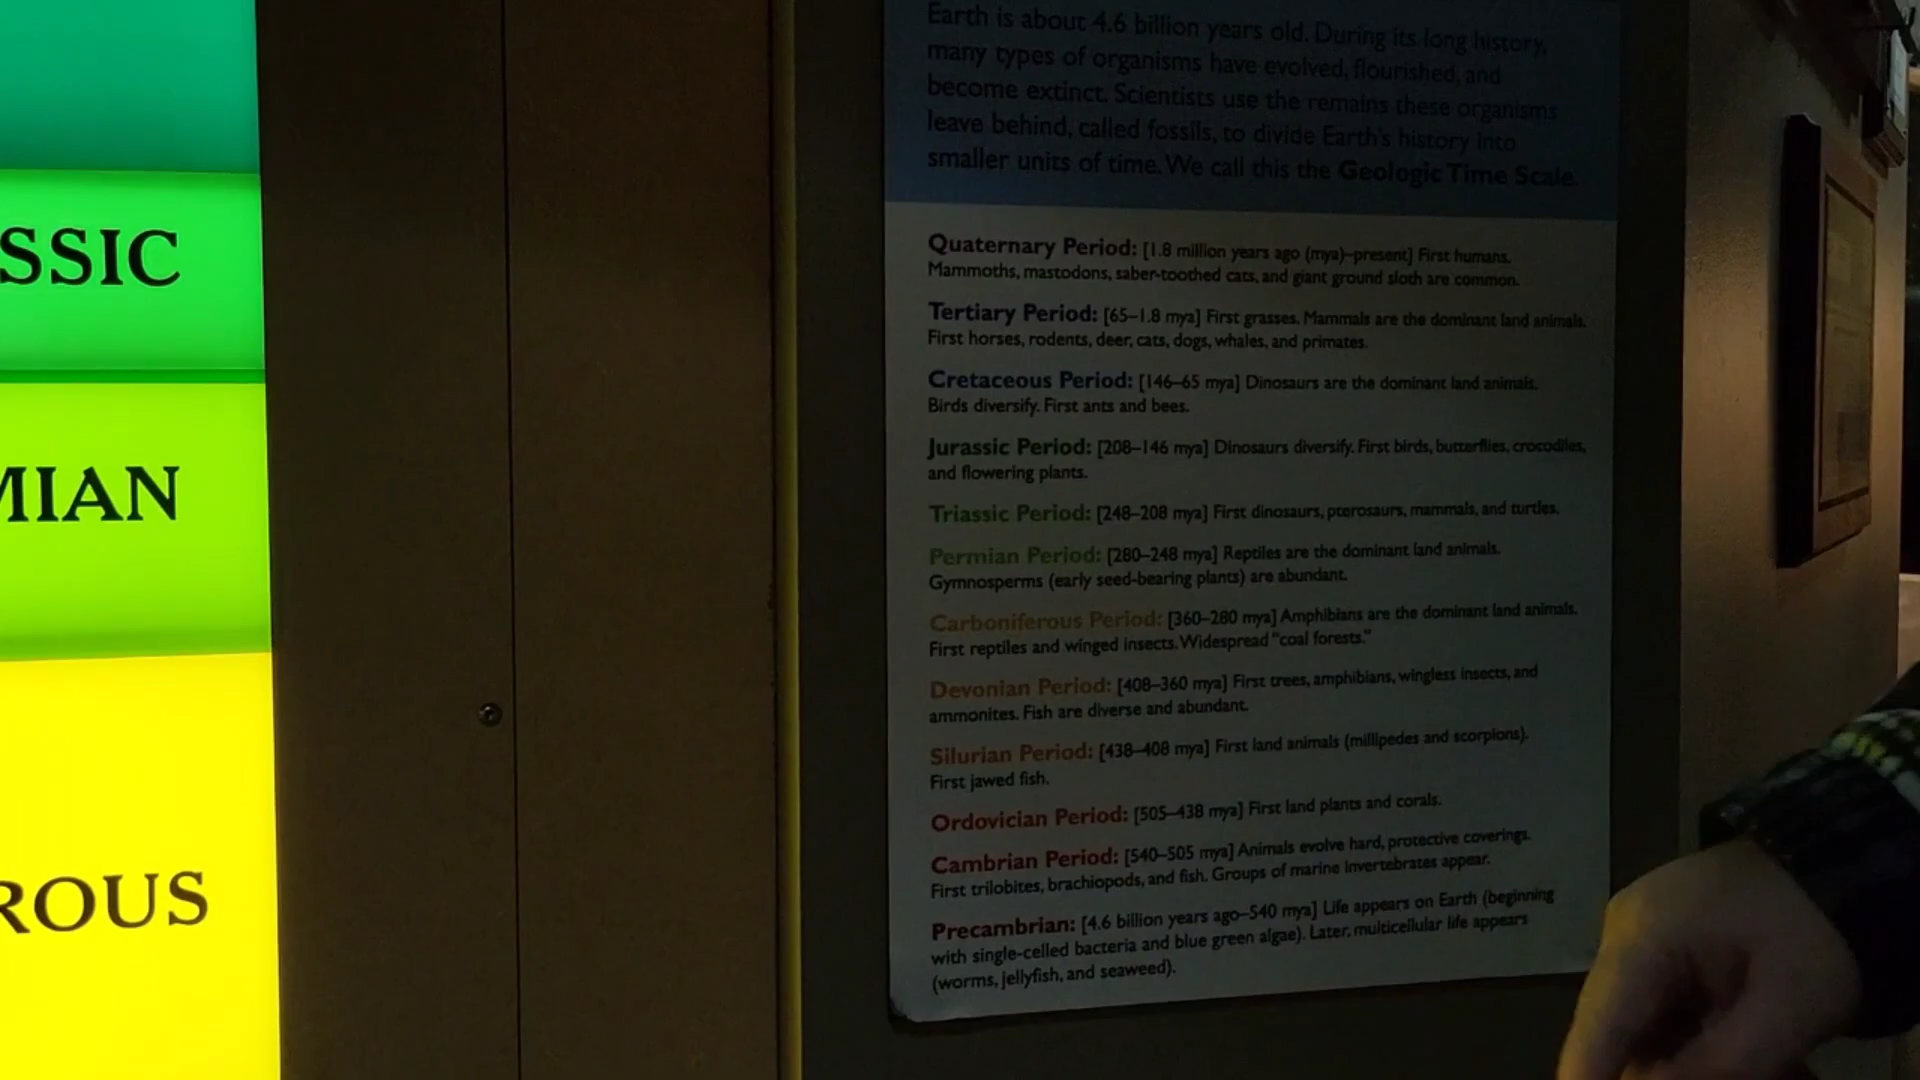 SSIC
MIAN
ROUS
Earth is about 4.6 billion years old. During its long history,
many types of organisms have evolved, flourished, and
become extinct. Scientists use the remains these organisms
leave behind, called fossils, to divide Earth's history into
smaller units of time. We call this the Geologic Time Scale.
Quaternary Period: [1.8 million years ago (mya)–present] First humans.
Mammoths, mastodons, saber-toothed cats, and giant ground sloth are common.
Tertiary Period: [65–1.8 mya] First grasses. Mammals are the dominant land animals.
First horses, rodents, deer, cats, dogs, whales, and primates.
Cretaceous Period: [146–65 mya] Dinosaurs are the dominant land animals.
Birds diversify. First ants and bees.
Jurassic Period: [208–146 mya] Dinosaurs diversify. First birds, butterflies, crocodiles,
and flowering plants.
Triassic Period: [248–208 mya] First dinosaurs, pterosaurs, mammals, and turtles.
Permian Period: [280–248 mya] Reptiles are the dominant land animals.
Gymnosperms (early seed-bearing plants) are abundant.
Carboniferous Period: [360–280 mya] Amphibians are the dominant land animals.
First reptiles and winged insects. Widespread "coal forests."
Devonian Period: [408–360 mya] First trees, amphibians, wingless insects, and
ammonites. Fish are diverse and abundant.
Silurian Period: [438–408 mya] First land animals (millipedes and scorpions).
First jawed fish.
Ordovician Period: [505–438 mya] First land plants and corals.
Cambrian Period: [540–505 mya] Animals evolve hard, protective coverings.
First trilobites, brachiopods, and fish. Groups of marine invertebrates appear.
Precambrian: [4.6 billion years ago–540 mya] Life appears on Earth (beginning
with single-celled bacteria and blue green algae). Later, multicellular life appears
(worms, jellyfish, and seaweed).